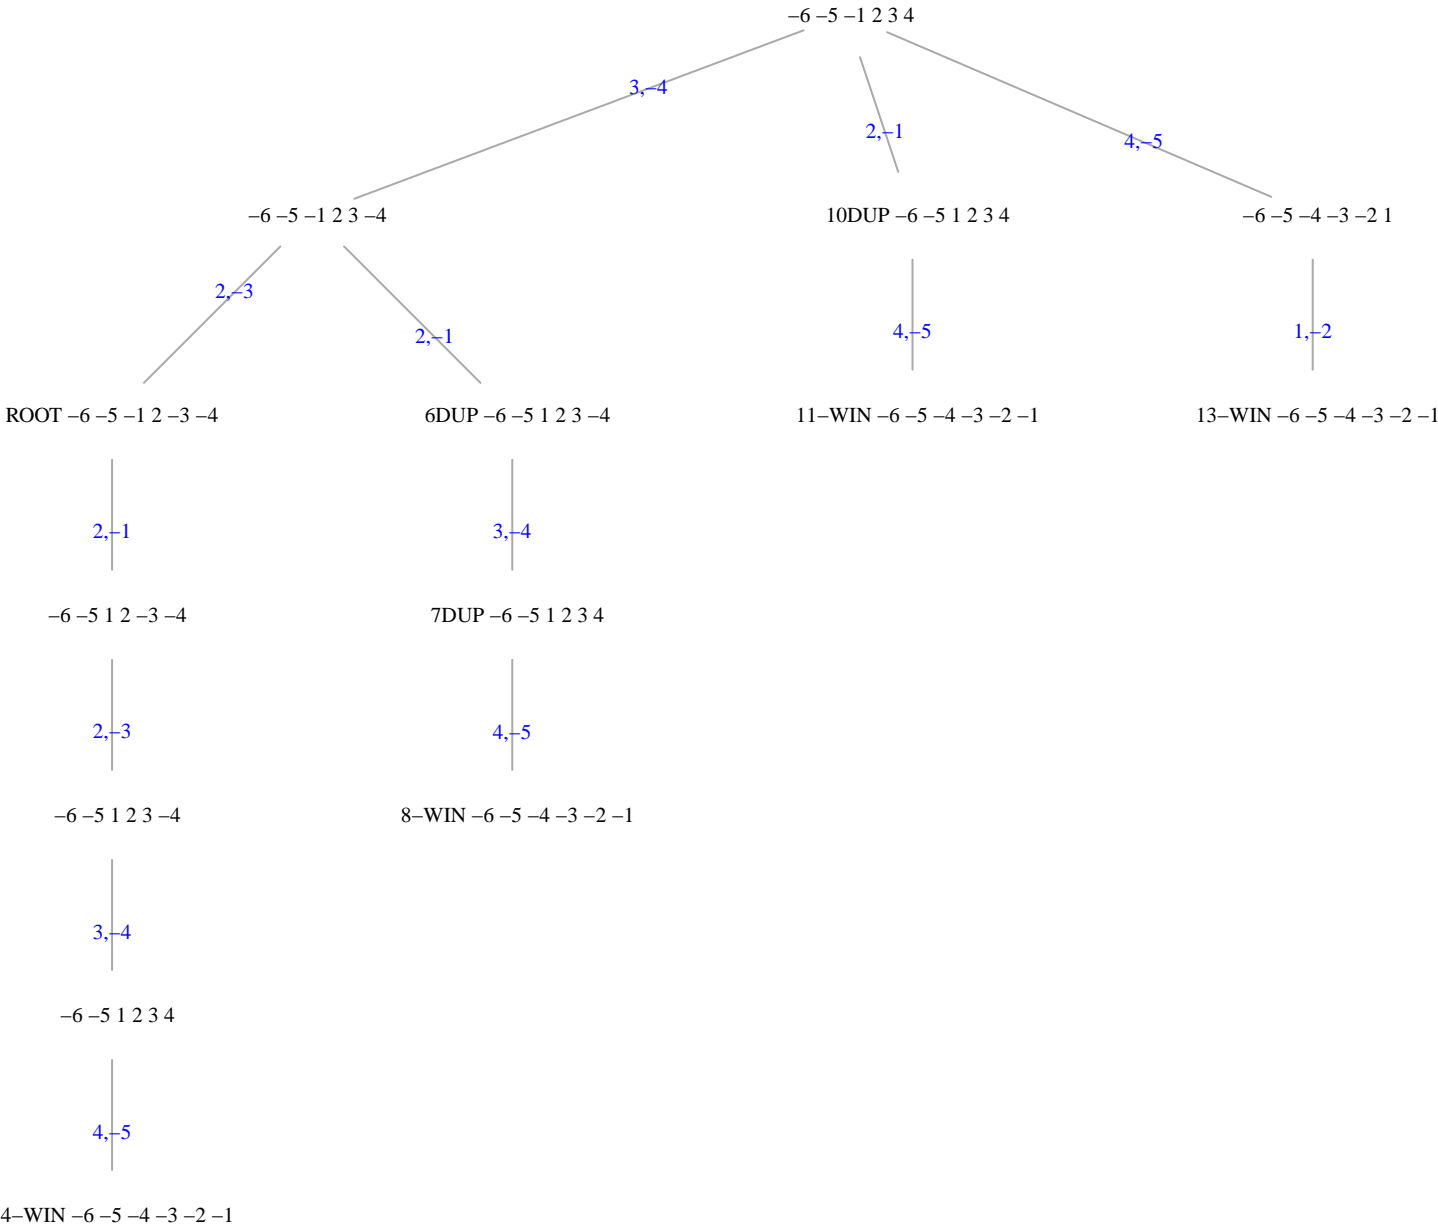 –6 –5 –1 2 3 4
3,–4
2,–1
4,–5
–6 –5 –1 2 3 –4
10DUP –6 –5 1 2 3 4
–6 –5 –4 –3 –2 1
2,–3
2,–1
4,–5
1,–2
ROOT –6 –5 –1 2 –3 –4
6DUP –6 –5 1 2 3 –4
11–WIN –6 –5 –4 –3 –2 –1
13–WIN –6 –5 –4 –3 –2 –1
2,–1
3,–4
–6 –5 1 2 –3 –4
7DUP –6 –5 1 2 3 4
2,–3
4,–5
–6 –5 1 2 3 –4
8–WIN –6 –5 –4 –3 –2 –1
3,–4
–6 –5 1 2 3 4
4,–5
4–WIN –6 –5 –4 –3 –2 –1